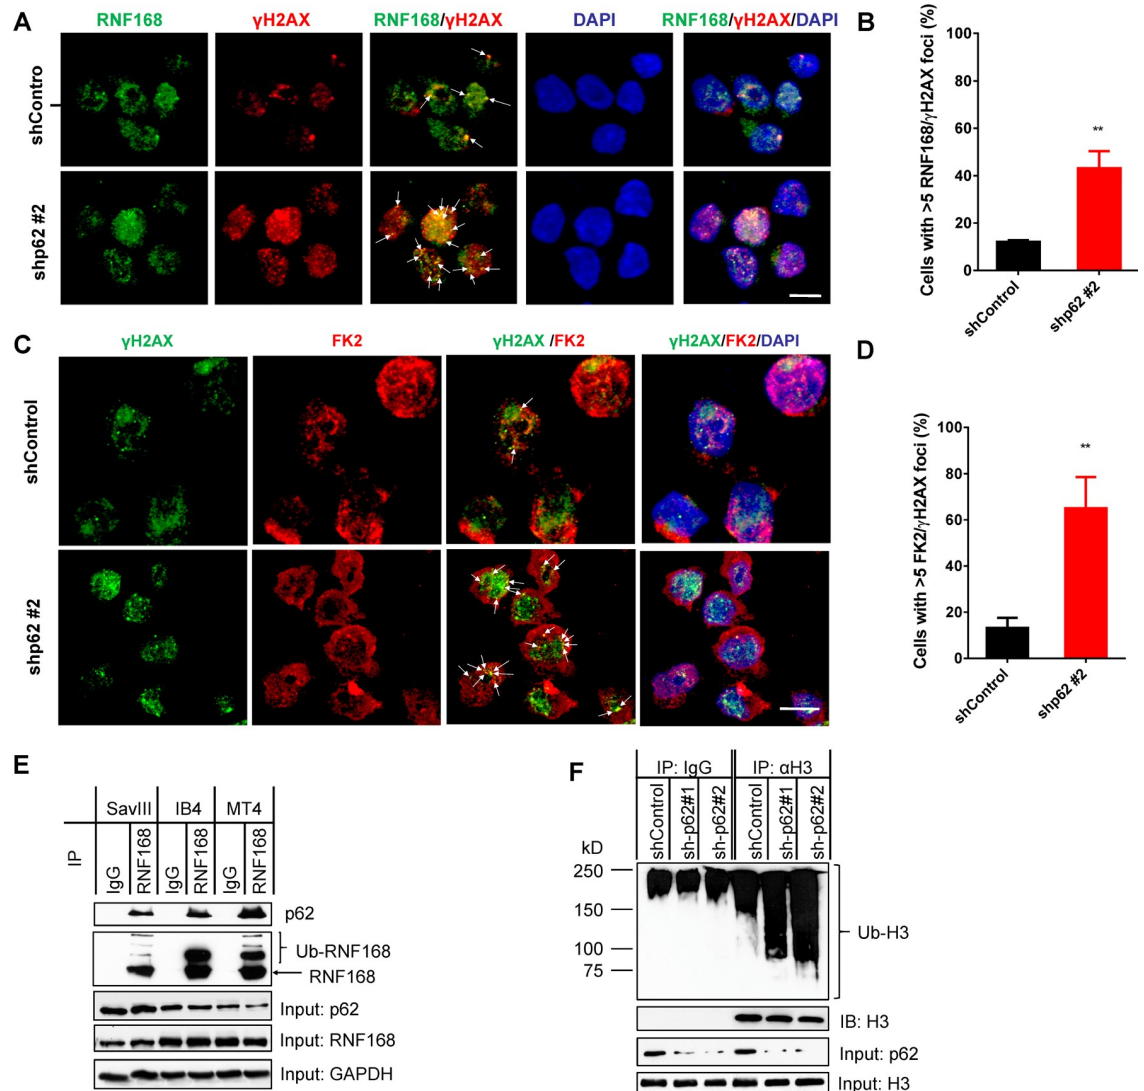 A
RNF168 γH2AX RNF168/γH2AX DAPI RNF168/γH2AX/DAPI
shContro
shp62 #2
B
Cells with >5 RNF168/γH2AX foci (%)
100
80
60
40
20
0
**
shControl shp62 #2
C
γH2AX FK2 γH2AX /FK2 γH2AX/FK2/DAPI
shControl
shp62 #2
D
Cells with >5 FK2/γH2AX foci (%)
100
80
60
40
20
0
**
shControl shp62 #2
E
SavIII IB4 MT4
IP
IgG RNF168 IgG RNF168 IgG RNF168
p62
Ub-RNF168
RNF168
Input: p62
Input: RNF168
Input: GAPDH
F
IP: IgG IP: αH3
shControl sh-p62#1 sh-p62#2 shControl sh-p62#1 sh-p62#2
kD
250
150
100
75
Ub-H3
IB: H3
Input: p62
Input: H3